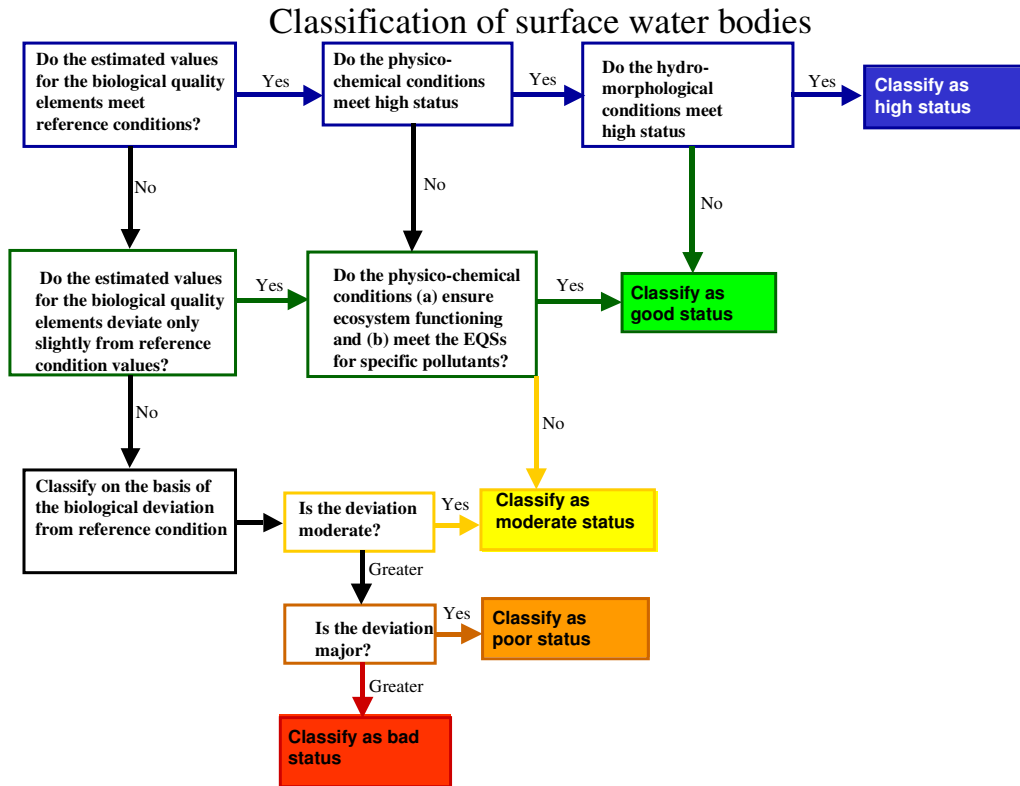 Classification of surface water bodies
Do the estimated values
for the biological quality
elements meet
reference conditions?
Yes
Do the physico-
chemical conditions
meet high status
Yes
Do the hydro-
morphological
conditions meet
high status
Yes
Classify as
high status
No
No
No
Do the estimated values
for the biological quality
elements deviate only
slightly from reference
condition values?
Yes
Do the physico-chemical
conditions (a) ensure
ecosystem functioning
and (b) meet the EQSs
for specific pollutants?
Yes
Classify as
good status
No
No
Classify on the basis of
the biological deviation
from reference condition
Is the deviation
moderate?
Yes
Classify as
moderate status
Greater
Is the deviation
major?
Yes
Classify as
poor status
Greater
Classify as bad
status